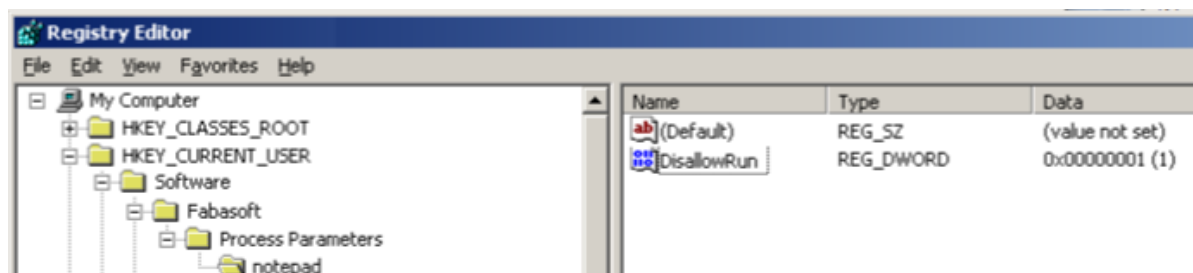 Registry Editor
File Edit View Favorites Help
My Computer
HKEY_CLASSES_ROOT
HKEY_CURRENT_USER
Software
Fabasoft
Process Parameters
notepad
Name Type Data
(Default) REG_SZ (value not set)
DisallowRun REG_DWORD 0x00000001 (1)